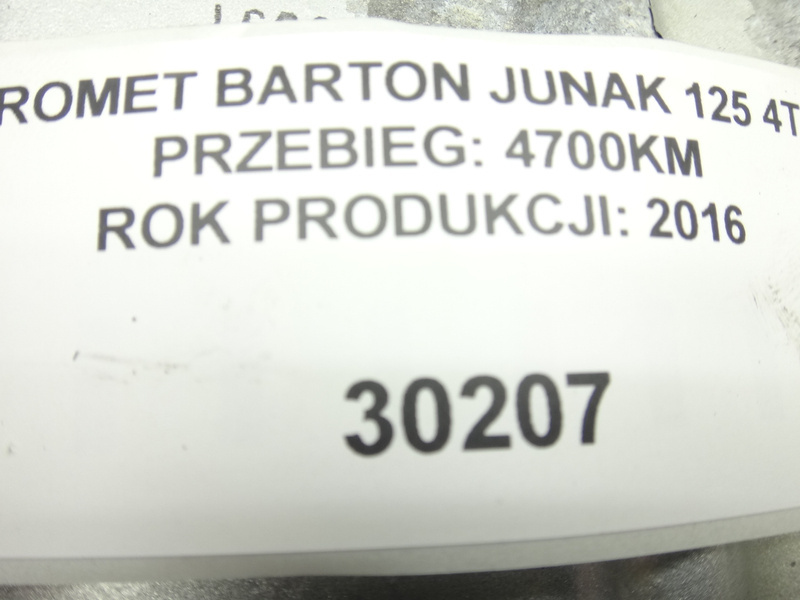 ROMET BARTON JUNAK 125 4T
PRZEBIEG: 4700KM
ROK PRODUKCJI: 2016
30207